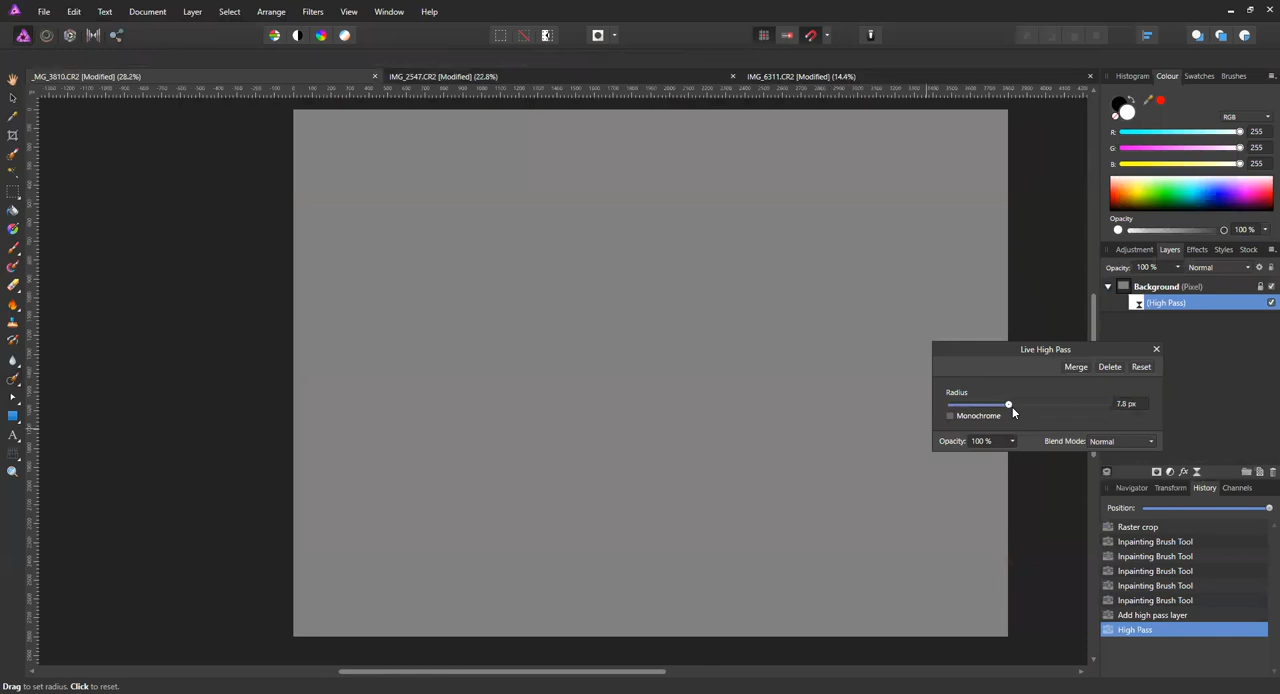 File Edit Text Document Layer Select Arrange Filters View Window Help
_MG_3810.CR2 [Modified] (28.2%)
IMG_2547.CR2 [Modified] (22.8%)
IMG_6311.CR2 [Modified] (14.4%)
Histogram Colour Swatches Brushes
RGB
R: 255
G: 255
B: 255
Opacity
100 %
Adjustment Layers Effects Styles Stock
Opacity: 100 % Normal
Background (Pixel)
(High Pass)
Live High Pass
Merge Delete Reset
Radius
7.8 px
Monochrome
Opacity: 100 % Blend Mode: Normal
Navigator Transform History Channels
Position:
Raster crop
Inpainting Brush Tool
Inpainting Brush Tool
Inpainting Brush Tool
Inpainting Brush Tool
Inpainting Brush Tool
Add high pass layer
High Pass
Drag to set radius. Click to reset.